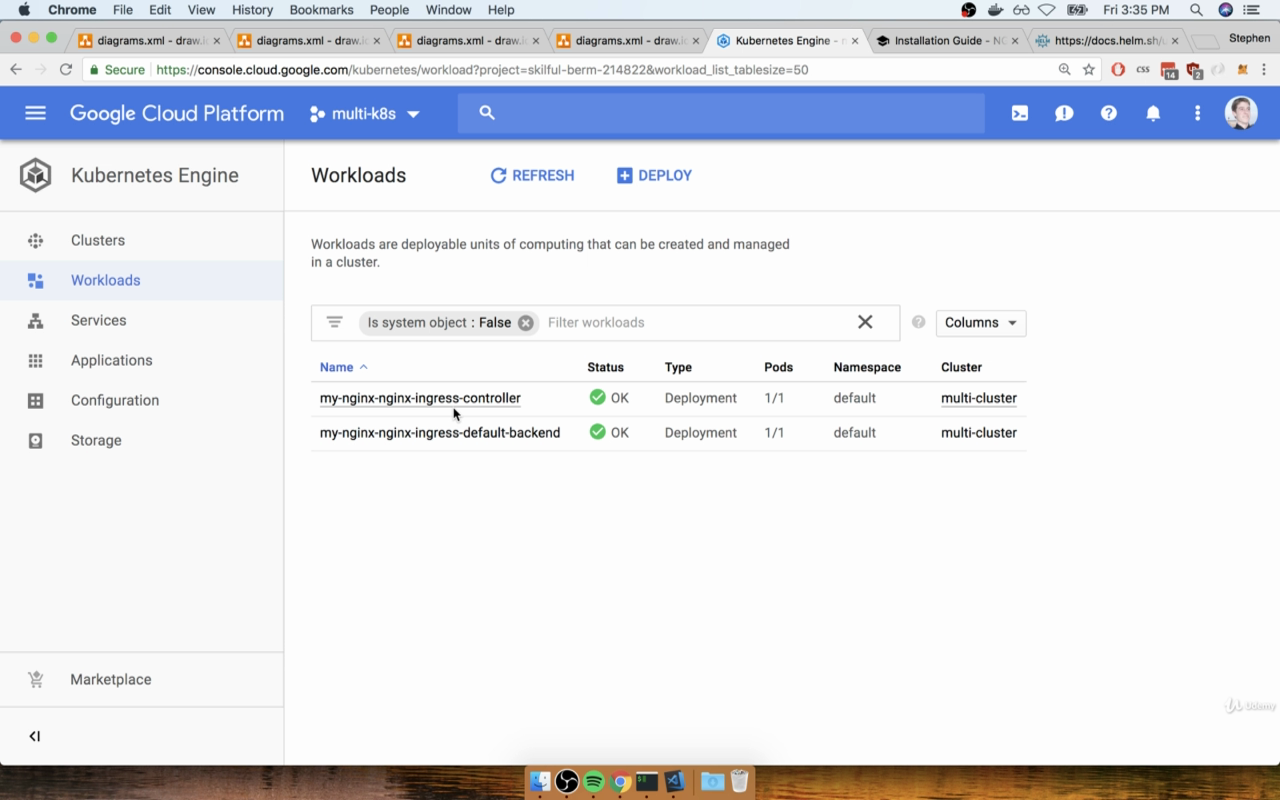 Chrome File Edit View History Bookmarks People Window Help Fri 3:35 PM
diagrams.xml - draw.i diagrams.xml - draw.i diagrams.xml - draw.i diagrams.xml - draw.i Kubernetes Engine - Installation Guide - https://docs.helm.sh/ Stephen
Secure https://console.cloud.google.com/kubernetes/workload?project=skilful-berm-214822&workload_list_tablesize=50 CSS 14 2
Google Cloud Platform multi-k8s
Kubernetes Engine
Workloads REFRESH DEPLOY
Clusters
Workloads
Services
Applications
Configuration
Storage
Marketplace
Workloads are deployable units of computing that can be created and managed
in a cluster.
Is system object : False Filter workloads Columns
Name Status Type Pods Namespace Cluster
my-nginx-nginx-ingress-controller OK Deployment 1/1 default multi-cluster
my-nginx-nginx-ingress-default-backend OK Deployment 1/1 default multi-cluster
Udemy